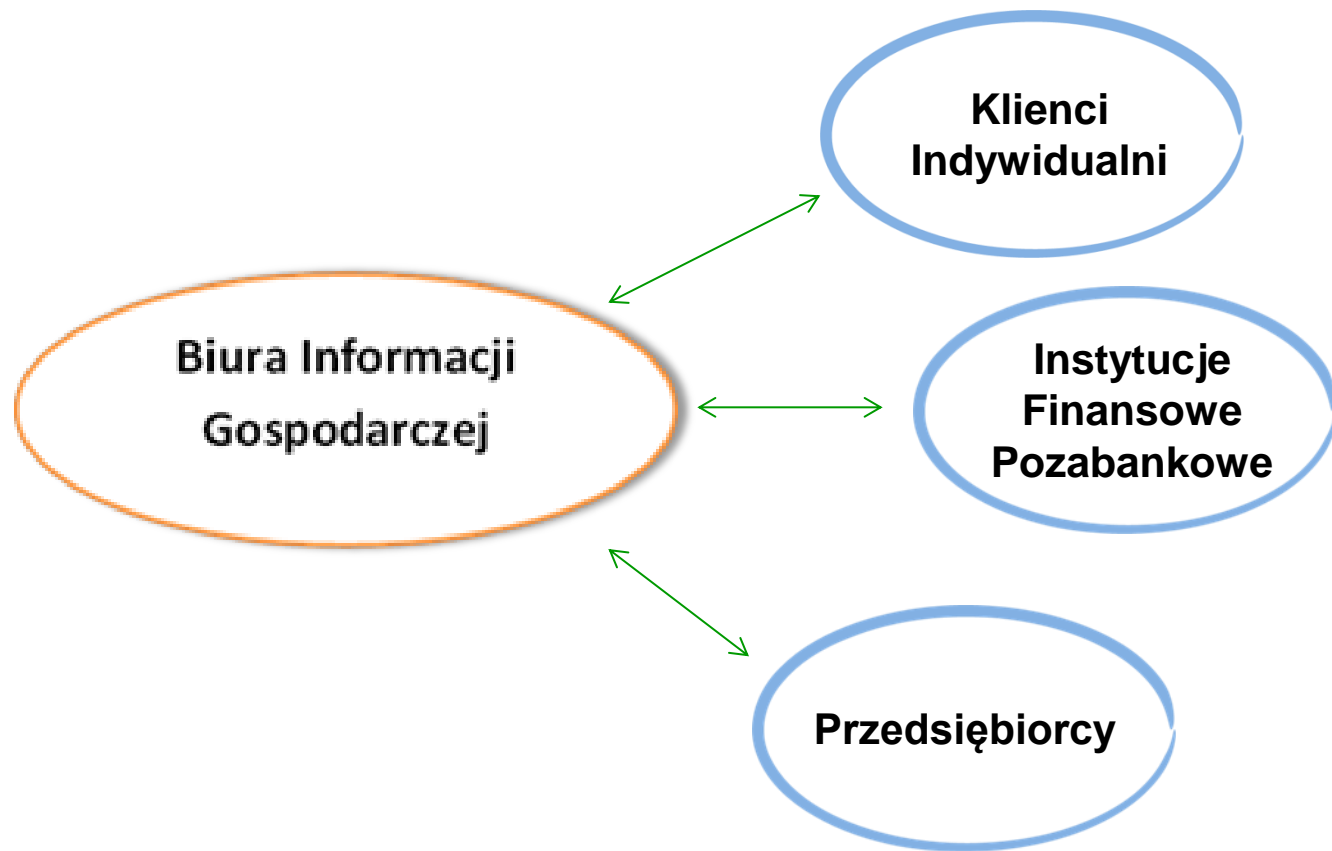 Klienci
Indywidualni
Biura Informacji
Gospodarczej
Instytucje
Finansowe
Pozabankowe
Przedsiębiorcy